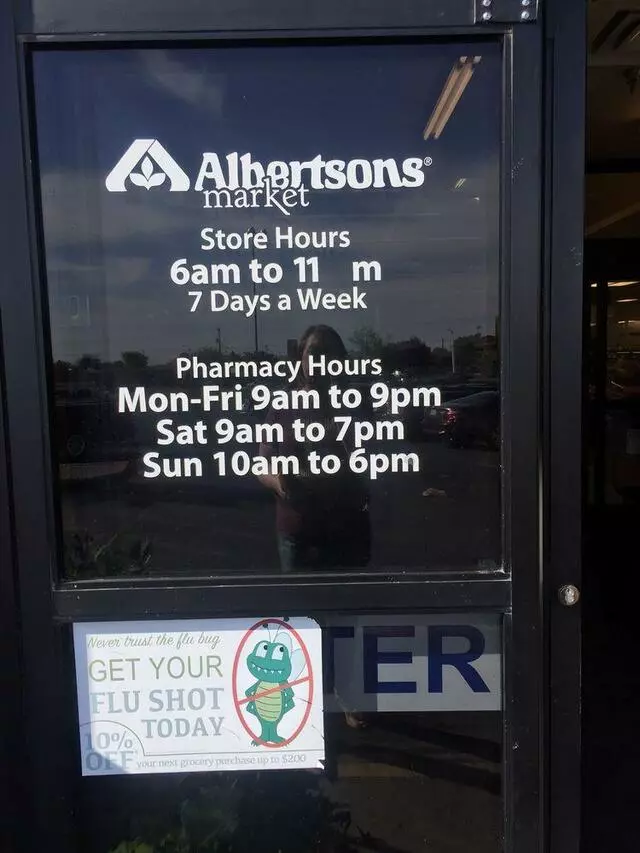 Albertsons®
market
Store Hours
6am to 11 m
7 Days a Week
Pharmacy Hours
Mon-Fri 9am to 9pm
Sat 9am to 7pm
Sun 10am to 6pm
Never trust the flu bug
GET YOUR
FLU SHOT
TODAY
10%
OFF your next grocery purchase up to $200
TER